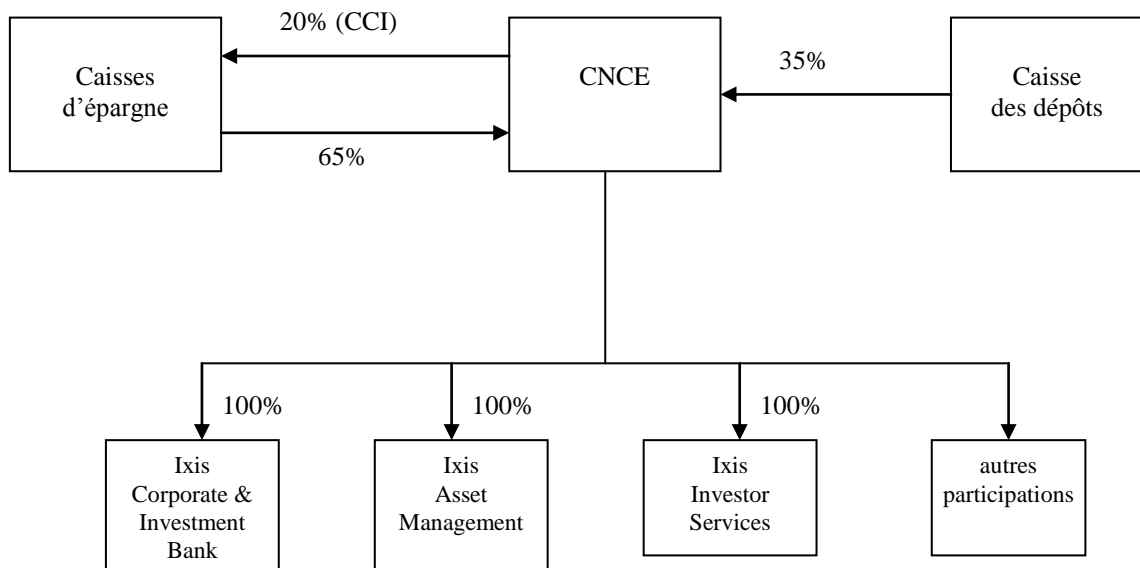 20% (CCI)
Caisses
d’épargne
65%
CNCE
35%
Caisse
des dépôts
100%
100%
100%
Ixis
Corporate &
Investment
Bank
Ixis
Asset
Management
Ixis
Investor
Services
autres
participations